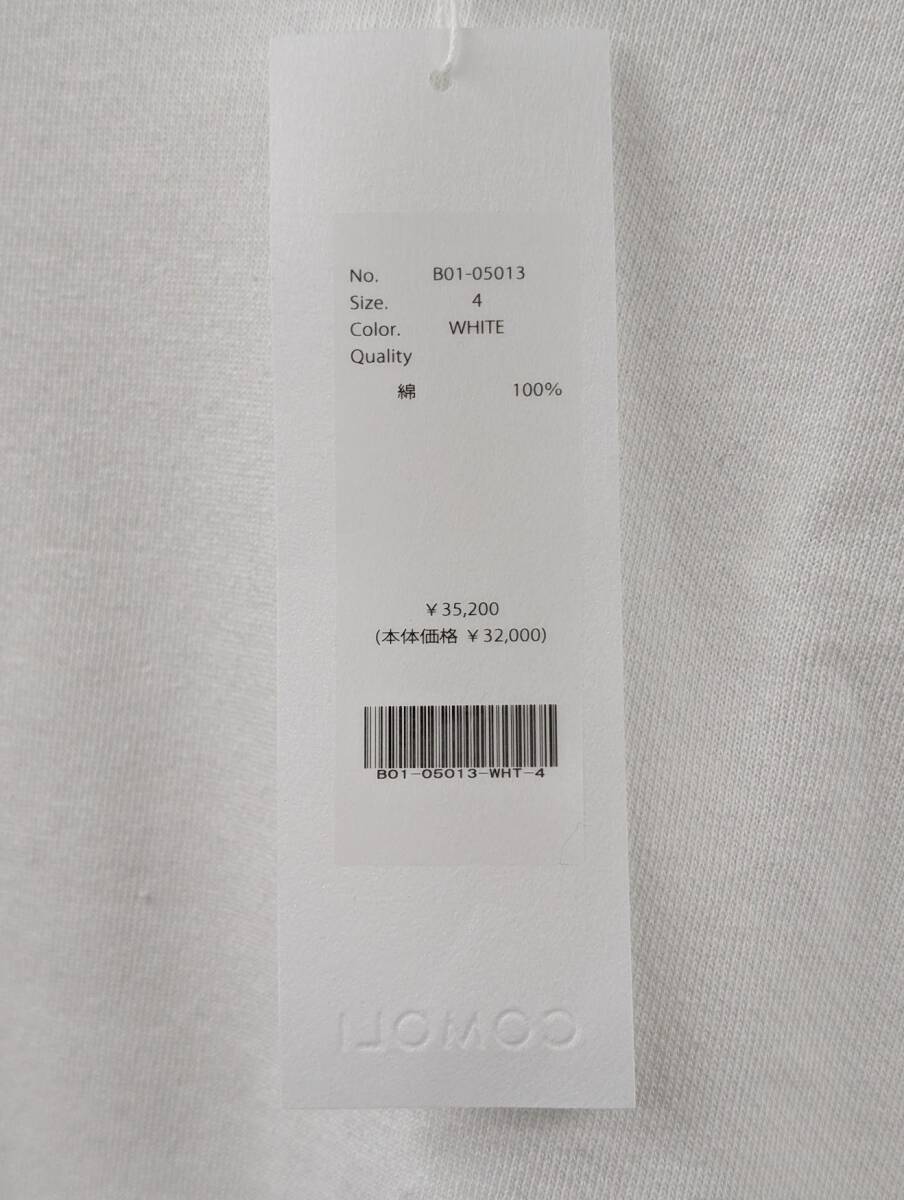 No. B01-05013
Size. 4
Color. WHITE
Quality
綿 100%
¥35,200
(本体価格 ¥32,000)
B01-05013-WHT-4
COMOLI